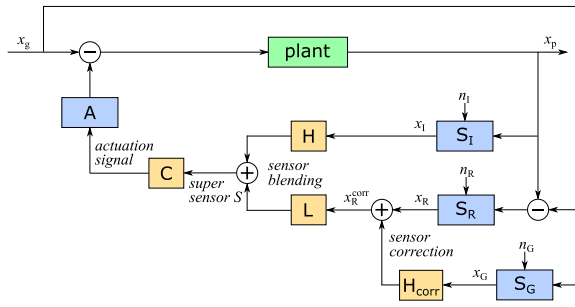 x_g
−
plant
x_p
A
actuation
signal
C
super
sensor S
+
sensor
blending
H
x_I
n_I
S_I
L
x_R^corr
+
x_R
n_R
S_R
−
sensor
correction
H_corr
x_G
n_G
S_G